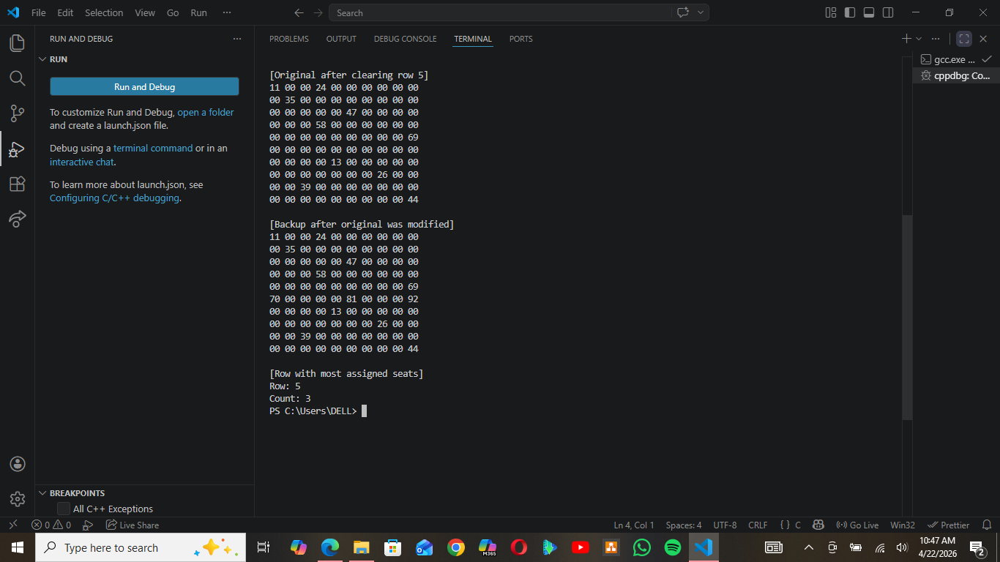 File Edit Selection View Go Run ··· Search
RUN AND DEBUG ···
RUN
Run and Debug
To customize Run and Debug, open a folder
and create a launch.json file.
Debug using a terminal command or in an
interactive chat.
To learn more about launch.json, see
Configuring C/C++ debugging.
BREAKPOINTS
All C++ Exceptions
PROBLEMS OUTPUT DEBUG CONSOLE TERMINAL PORTS
[Original after clearing row 5]
11 00 00 24 00 00 00 00 00 00
00 35 00 00 00 00 00 00 00 00
00 00 00 00 00 47 00 00 00 00
00 00 00 58 00 00 00 00 00 00
00 00 00 00 00 00 00 00 00 69
00 00 00 00 00 00 00 00 00 00
00 00 00 00 13 00 00 00 00 00
00 00 00 00 00 00 00 26 00 00
00 00 39 00 00 00 00 00 00 00
00 00 00 00 00 00 00 00 00 44
[Backup after original was modified]
11 00 00 24 00 00 00 00 00 00
00 35 00 00 00 00 00 00 00 00
00 00 00 00 00 47 00 00 00 00
00 00 00 58 00 00 00 00 00 00
00 00 00 00 00 00 00 00 00 69
70 00 00 00 00 81 00 00 00 92
00 00 00 00 13 00 00 00 00 00
00 00 00 00 00 00 00 26 00 00
00 00 39 00 00 00 00 00 00 00
00 00 00 00 00 00 00 00 00 44
[Row with most assigned seats]
Row: 5
Count: 3
PS C:\Users\DELL>
gcc.exe ...
cppdbg: Co...
0 0 Live Share Ln 4, Col 1 Spaces: 4 UTF-8 CRLF { } C Go Live Win32 Prettier
Type here to search M365 10:47 AM
4/22/2026 2